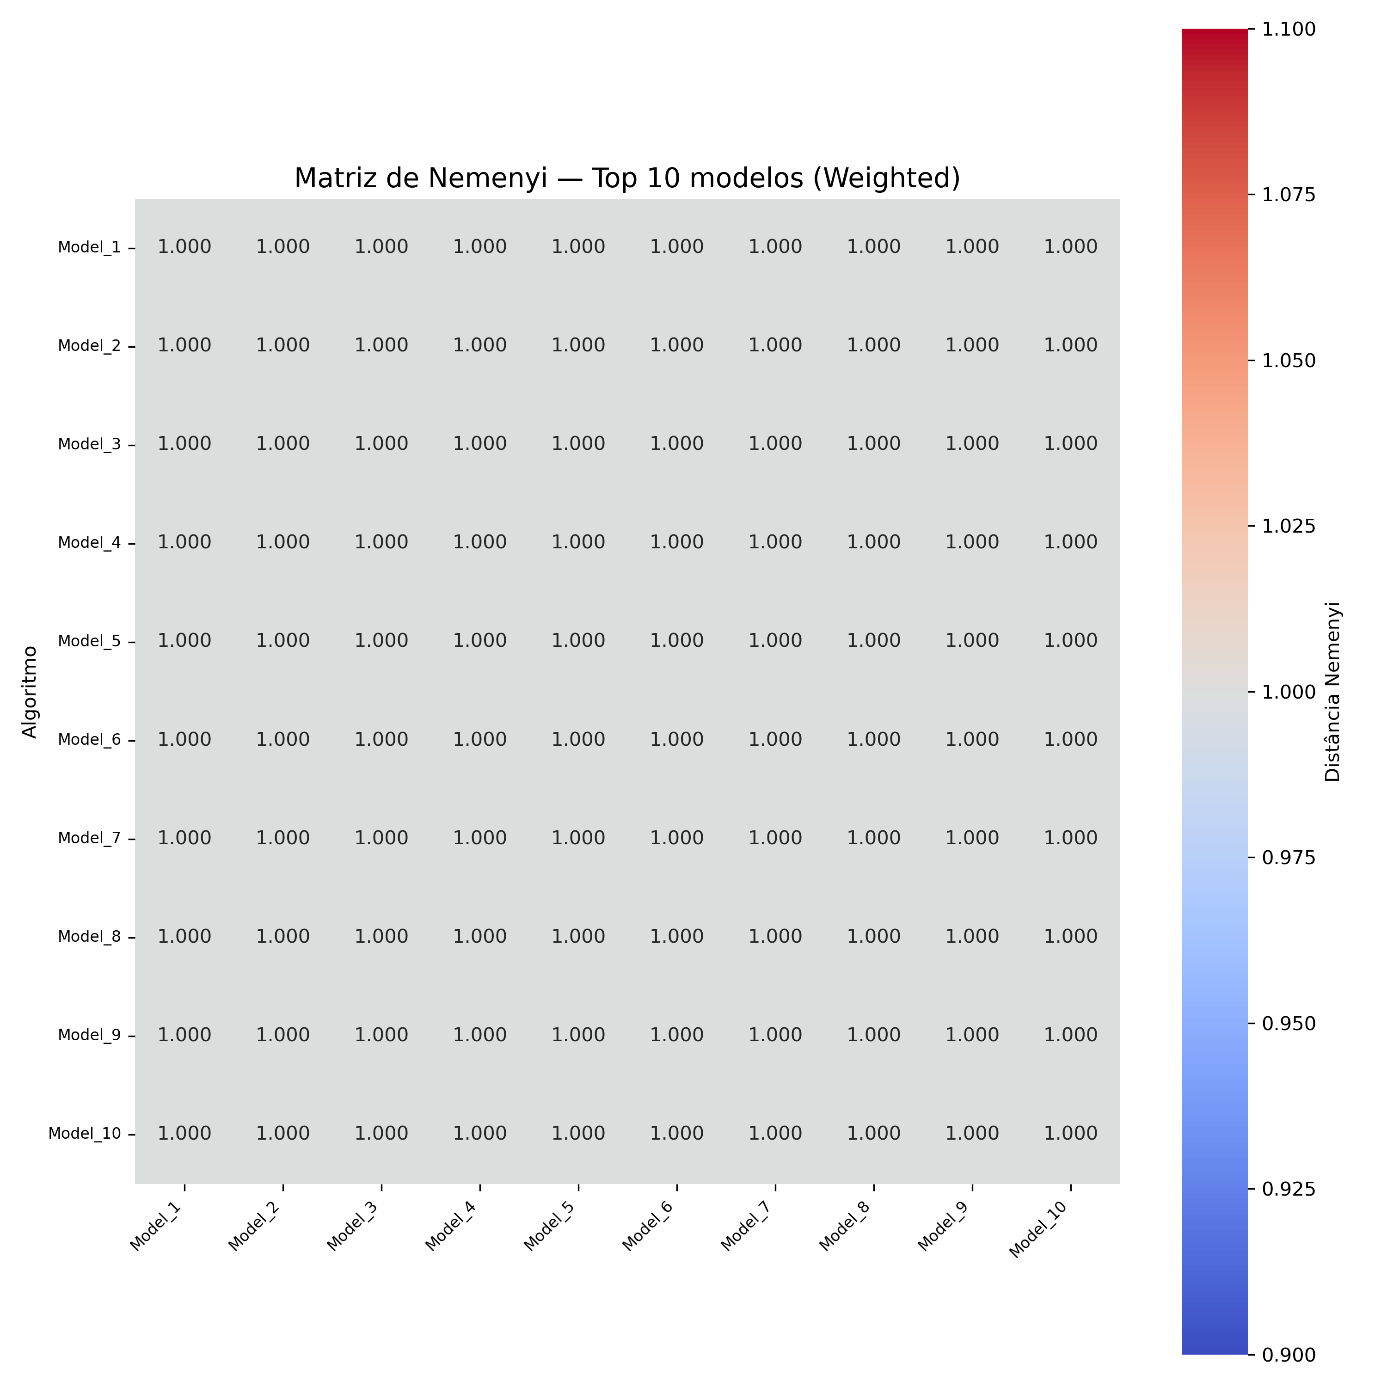 Matriz de Nemenyi — Top 10 modelos (Weighted)
Model_1 1.000 1.000 1.000 1.000 1.000 1.000 1.000 1.000 1.000 1.000
Model_2 1.000 1.000 1.000 1.000 1.000 1.000 1.000 1.000 1.000 1.000
Model_3 1.000 1.000 1.000 1.000 1.000 1.000 1.000 1.000 1.000 1.000
Model_4 1.000 1.000 1.000 1.000 1.000 1.000 1.000 1.000 1.000 1.000
Model_5 1.000 1.000 1.000 1.000 1.000 1.000 1.000 1.000 1.000 1.000
Model_6 1.000 1.000 1.000 1.000 1.000 1.000 1.000 1.000 1.000 1.000
Model_7 1.000 1.000 1.000 1.000 1.000 1.000 1.000 1.000 1.000 1.000
Model_8 1.000 1.000 1.000 1.000 1.000 1.000 1.000 1.000 1.000 1.000
Model_9 1.000 1.000 1.000 1.000 1.000 1.000 1.000 1.000 1.000 1.000
Model_10 1.000 1.000 1.000 1.000 1.000 1.000 1.000 1.000 1.000 1.000
Model_1 Model_2 Model_3 Model_4 Model_5 Model_6 Model_7 Model_8 Model_9 Model_10
Algoritmo
1.100
1.075
1.050
1.025
1.000
0.975
0.950
0.925
0.900
Distância Nemenyi